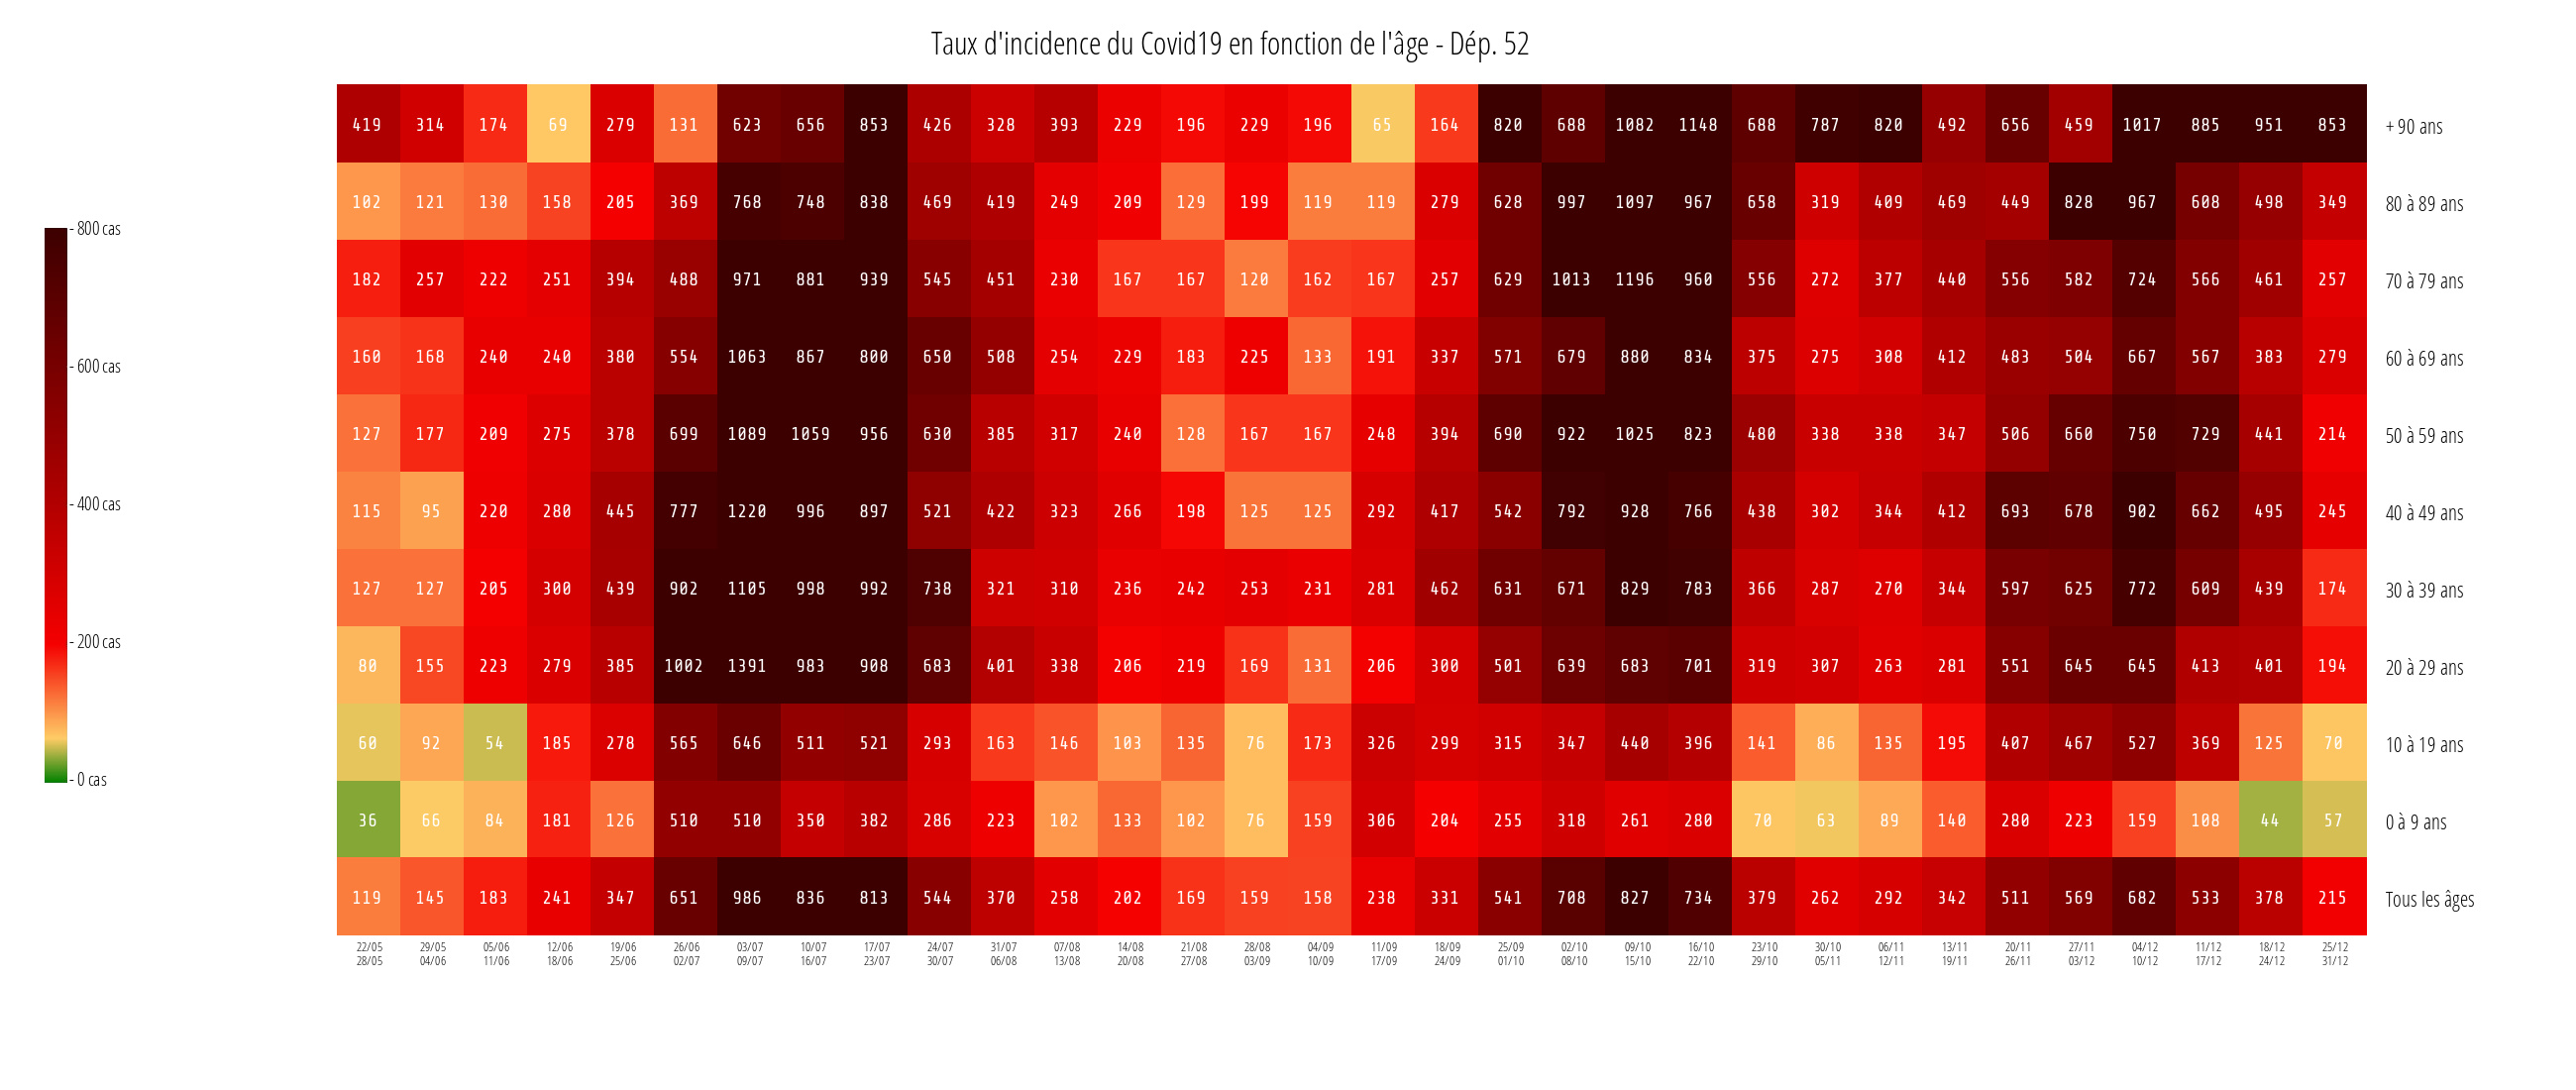 Taux d'incidence du Covid19 en fonction de l'âge - Dép. 52
419 314 174 69 279 131 623 656 853 426 328 393 229 196 229 196 65 164 820 688 1082 1148 688 787 820 492 656 459 1017 885 951 853 + 90 ans
102 121 130 158 205 369 768 748 838 469 419 249 209 129 199 119 119 279 628 997 1097 967 658 319 409 469 449 828 967 608 498 349 80 à 89 ans
- 800 cas
182 257 222 251 394 488 971 881 939 545 451 230 167 167 120 162 167 257 629 1013 1196 960 556 272 377 440 556 582 724 566 461 257 70 à 79 ans
160 168 240 240 380 554 1063 867 800 650 508 254 229 183 225 133 191 337 571 679 880 834 375 275 308 412 483 504 667 567 383 279 60 à 69 ans
- 600 cas
127 177 209 275 378 699 1089 1059 956 630 385 317 240 128 167 167 248 394 690 922 1025 823 480 338 338 347 506 660 750 729 441 214 50 à 59 ans
- 400 cas
115 95 220 280 445 777 1220 996 897 521 422 323 266 198 125 125 292 417 542 792 928 766 438 302 344 412 693 678 902 662 495 245 40 à 49 ans
127 127 205 300 439 902 1105 998 992 738 321 310 236 242 253 231 281 462 631 671 829 783 366 287 270 344 597 625 772 609 439 174 30 à 39 ans
- 200 cas
80 155 223 279 385 1002 1391 983 908 683 401 338 206 219 169 131 206 300 501 639 683 701 319 307 263 281 551 645 645 413 401 194 20 à 29 ans
60 92 54 185 278 565 646 511 521 293 163 146 103 135 76 173 326 299 315 347 440 396 141 86 135 195 407 467 527 369 125 70 10 à 19 ans
- 0 cas
36 66 84 181 126 510 510 350 382 286 223 102 133 102 76 159 306 204 255 318 261 280 70 63 89 140 280 223 159 108 44 57 0 à 9 ans
119 145 183 241 347 651 986 836 813 544 370 258 202 169 159 158 238 331 541 708 827 734 379 262 292 342 511 569 682 533 378 215 Tous les âges
22/05 29/05 05/06 12/06 19/06 26/06 03/07 10/07 17/07 24/07 31/07 07/08 14/08 21/08 28/08 04/09 11/09 18/09 25/09 02/10 09/10 16/10 23/10 30/10 06/11 13/11 20/11 27/11 04/12 11/12 18/12 25/12
28/05 04/06 11/06 18/06 25/06 02/07 09/07 16/07 23/07 30/07 06/08 13/08 20/08 27/08 03/09 10/09 17/09 24/09 01/10 08/10 15/10 22/10 29/10 05/11 12/11 19/11 26/11 03/12 10/12 17/12 24/12 31/12